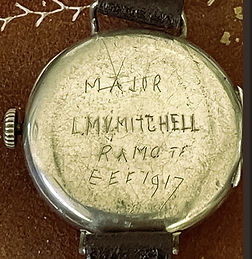 MAJOR
L.M.V.MITCHELL
RAMC TF
EEF 1917